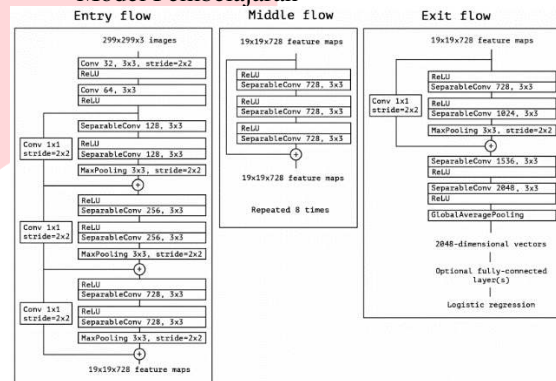 Model Pembelajaran
Entry flow
299x299x3 images
Conv 32, 3x3, stride=2x2
ReLU
Conv 64, 3x3
ReLU
Conv 1x1
stride=2x2
SeparableConv 128, 3x3
ReLU
SeparableConv 128, 3x3
MaxPooling 3x3, stride=2x2
+
Conv 1x1
stride=2x2
ReLU
SeparableConv 256, 3x3
ReLU
SeparableConv 256, 3x3
MaxPooling 3x3, stride=2x2
+
Conv 1x1
stride=2x2
ReLU
SeparableConv 728, 3x3
ReLU
SeparableConv 728, 3x3
MaxPooling 3x3, stride=2x2
+
19x19x728 feature maps
Middle flow
19x19x728 feature maps
ReLU
SeparableConv 728, 3x3
ReLU
SeparableConv 728, 3x3
ReLU
SeparableConv 728, 3x3
+
19x19x728 feature maps
Repeated 8 times
Exit flow
19x19x728 feature maps
Conv 1x1
stride=2x2
ReLU
SeparableConv 728, 3x3
ReLU
SeparableConv 1024, 3x3
MaxPooling 3x3, stride=2x2
+
SeparableConv 1536, 3x3
ReLU
SeparableConv 2048, 3x3
ReLU
GlobalAveragePooling
2048-dimensional vectors
Optional fully-connected
layer(s)
Logistic regression